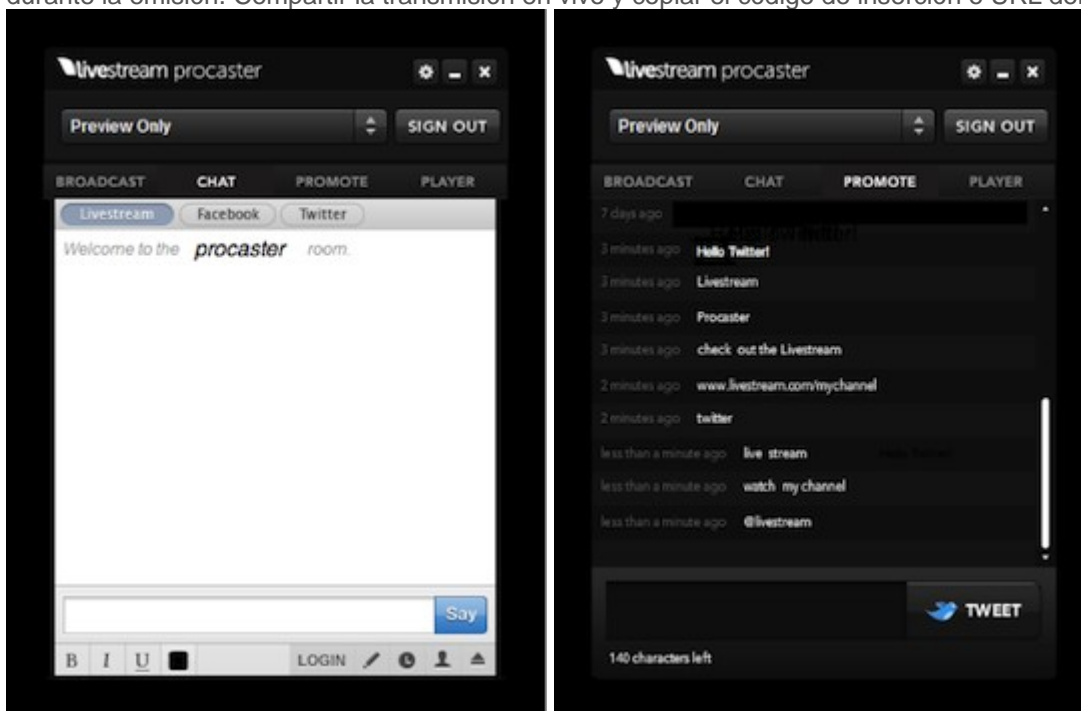 durante la emisión. Compartir la transmisión en vivo y copiar el código de inserción o URL del
livestream procaster
Preview Only
SIGN OUT
BROADCAST CHAT PROMOTE PLAYER
Livestream Facebook Twitter
Welcome to the procaster room.
Say
B I U LOGIN
livestream procaster
Preview Only
SIGN OUT
BROADCAST CHAT PROMOTE PLAYER
7 days ago
3 minutes ago Hello Twitter!
3 minutes ago Livestream
3 minutes ago Procaster
3 minutes ago check out the Livestream
2 minutes ago www.livestream.com/mychannel
2 minutes ago twitter
less than a minute ago live stream
less than a minute ago watch my channel
less than a minute ago @livestream
TWEET
140 characters left